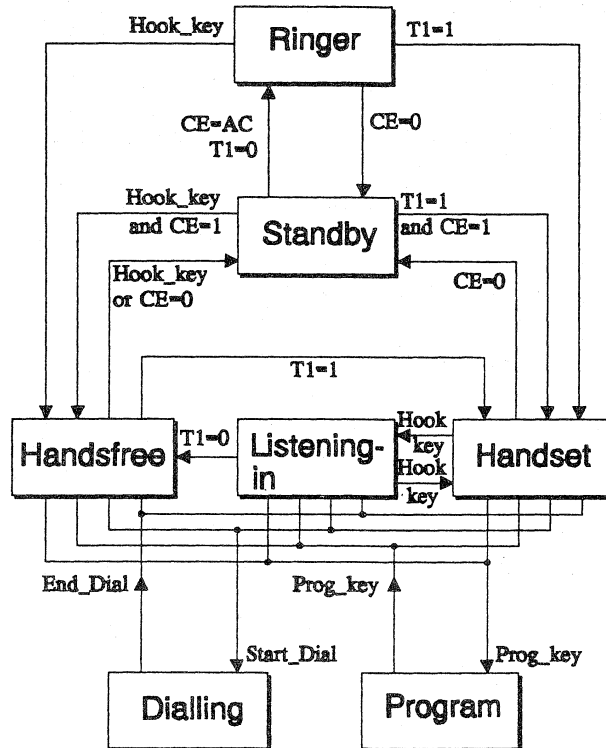 Hook_key
Ringer
T1=1
CE=AC
T1=0
CE=0
Hook_key
and CE=1
Standby
T1=1
and CE=1
Hook_key
or CE=0
CE=0
T1=1
Handsfree
T1=0
Listening-
in
Hook
key
Hook
key
Handset
End_Dial
Prog_key
Start_Dial
Prog_key
Dialling
Program